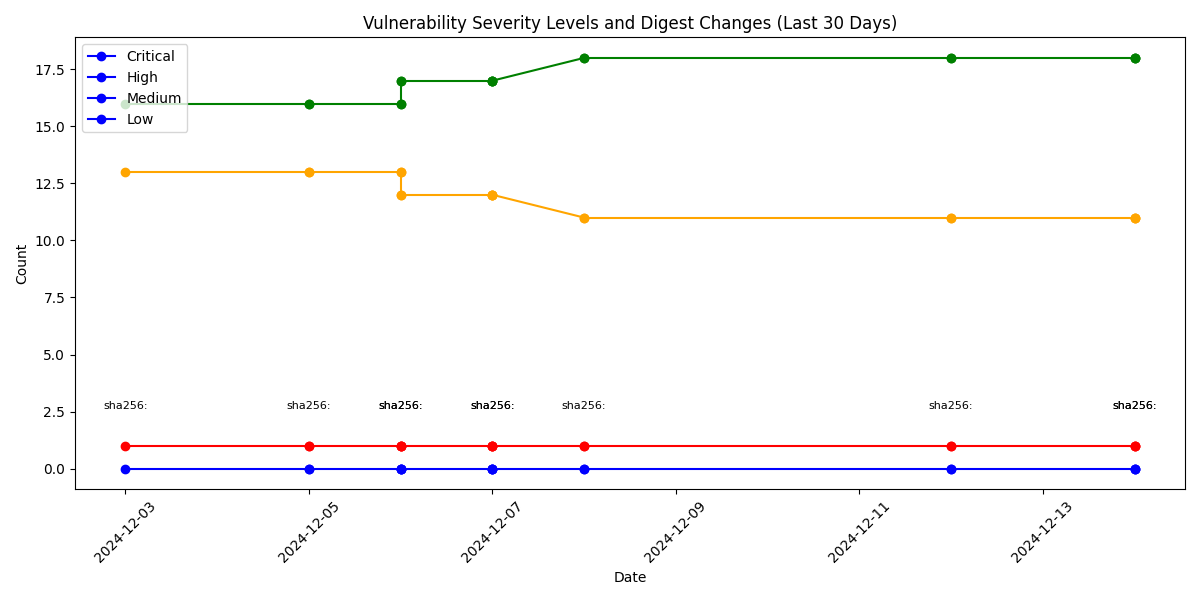 Vulnerability Severity Levels and Digest Changes (Last 30 Days)
Critical
High
Medium
Low
Count
17.5
15.0
12.5
10.0
7.5
5.0
2.5
0.0
sha256: sha256: sha256: sha256: sha256: sha256: sha256:
2024-12-03 2024-12-05 2024-12-07 2024-12-09 2024-12-11 2024-12-13
Date